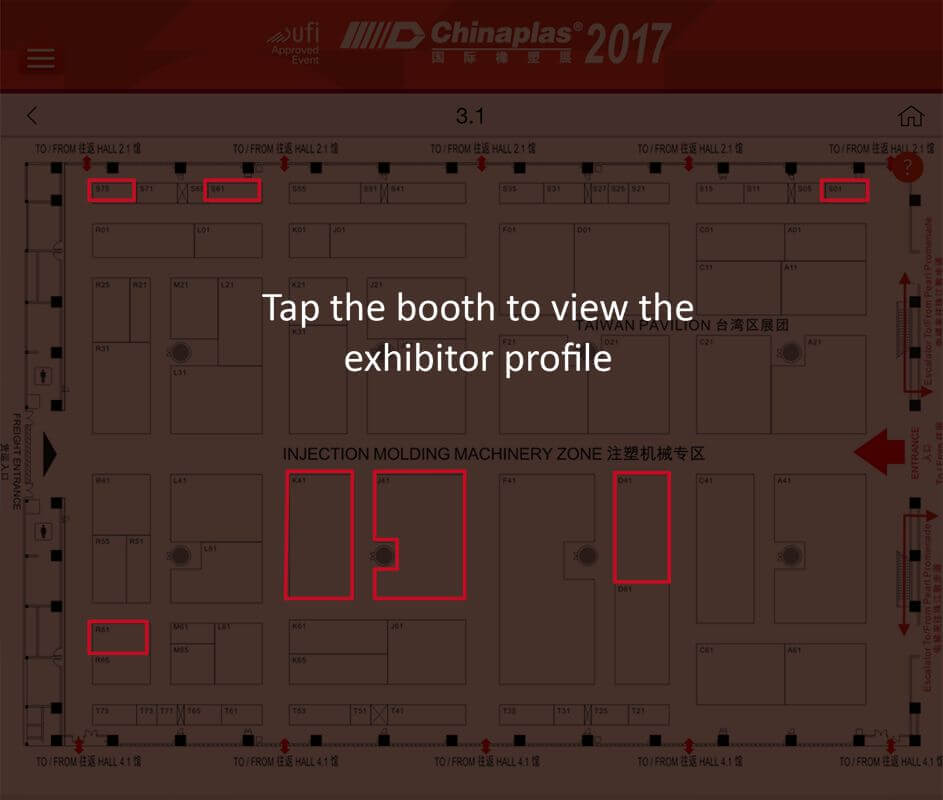 ufi
Approved
Event
Chinaplas®
国际橡塑展
2017
3.1
TO / FROM 往返 HALL 2.1 馆
TO / FROM 往返 HALL 2.1 馆
TO / FROM 往返 HALL 2.1 馆
TO / FROM 往返 HALL 2.1 馆
TO / FROM 往返 HALL 2.1 馆
?
S75 S71 S61 S55 S51 S41 S35 S31 S27 S25 S21 S15 S11 S05 S01
R01 L01 K01 J01 F01 D01 C01 A01
C11 A11
R25 R21 M21 L21 J21
Tap the booth to view the
exhibitor profile
TAIWAN PAVILION 台湾区展团
K31
R31 F21 D21 C21 A21
L31
Escalator To/From Pearl Promenade
FREIGHT ENTRANCE
货运入口
INJECTION MOLDING MACHINERY ZONE 注塑机械专区
ENTRANCE
入口
R41 L41 K41 J41 F41 D41 C41 A41
R55 R51 L51
D61
Escalator To/From Pearl Promenade
R61 M61 L61 K61 J61
R65 M65 K65 C61 A61
T75 T73 T71 T65 T61 T53 T51 T41 T35 T31 T25 T21
TO / FROM 往返 HALL 4.1 馆
TO / FROM 往返 HALL 4.1 馆
TO / FROM 往返 HALL 4.1 馆
TO / FROM 往返 HALL 4.1 馆
TO / FROM 往返 HALL 4.1 馆